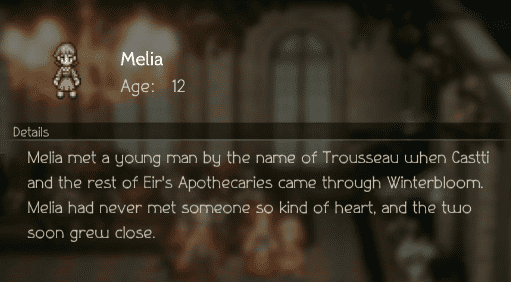 Melia
Age: 12
Details
Melia met a young man by the name of Trousseau when Castti
and the rest of Eir's Apothecaries came through Winterbloom.
Melia had never met someone so kind of heart, and the two
soon grew close.